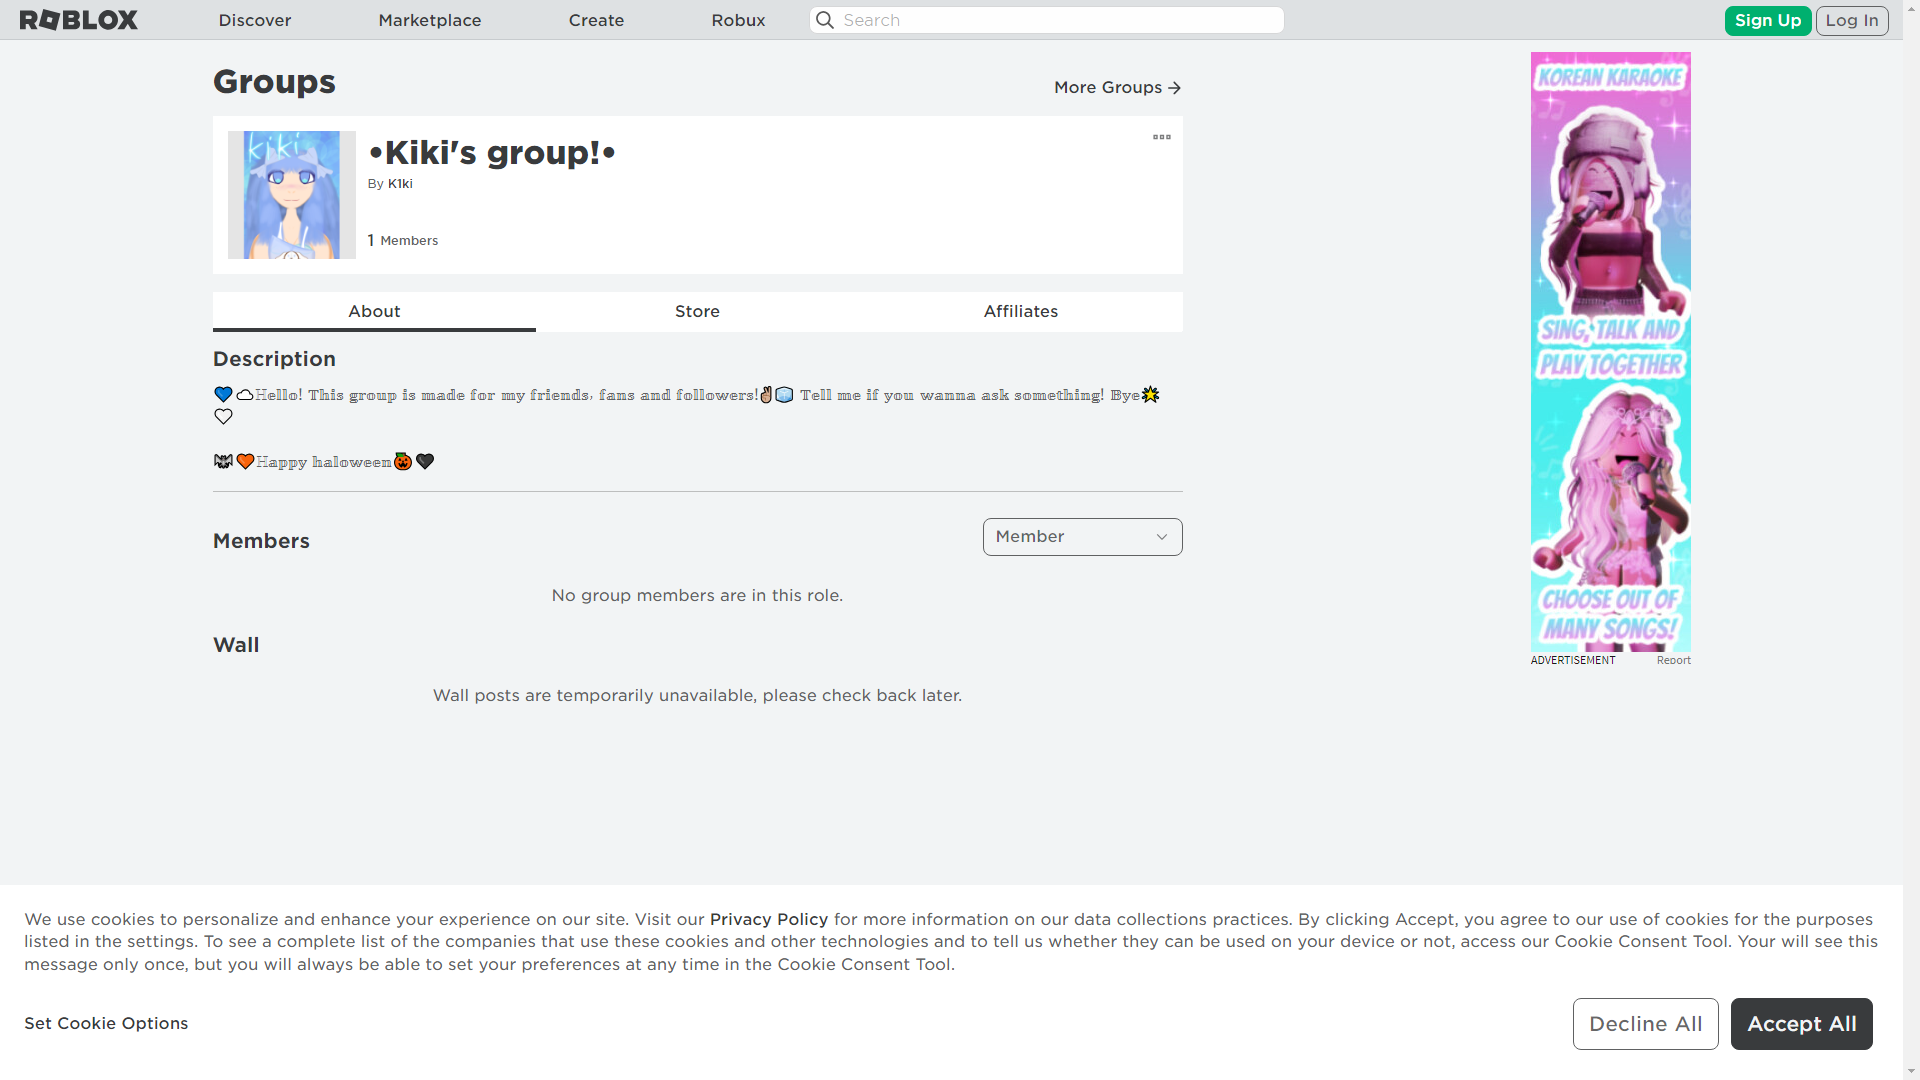 ROBLOX
Discover
Marketplace
Create
Robux
Search
Sign Up
Log In
Groups
More Groups
kiki
•Kiki's group!•
By K1ki
1 Members
About
Store
Affiliates
Description
💙☁️ℍ𝕖𝕝𝕝𝕠! 𝕋𝕙𝕚𝕤 𝕘𝕣𝕠𝕦𝕡 𝕚𝕤 𝕞𝕒𝕕𝕖 𝕗𝕠𝕣 𝕞𝕪 𝕗𝕣𝕚𝕖𝕟𝕕𝕤, 𝕗𝕒𝕟𝕤 𝕒𝕟𝕕 𝕗𝕠𝕝𝕝𝕠𝕨𝕖𝕣𝕤!✌🏽🧊 𝕋𝕖𝕝𝕝 𝕞𝕖 𝕚𝕗 𝕪𝕠𝕦 𝕨𝕒𝕟𝕟𝕒 𝕒𝕤𝕜 𝕤𝕠𝕞𝕖𝕥𝕙𝕚𝕟𝕘! 𝔹𝕪𝕖🌟
🤍
🦇🧡ℍ𝕒𝕡𝕡𝕪 𝕙𝕒𝕝𝕠𝕨𝕖𝕖𝕟🎃🖤
Members
Member
No group members are in this role.
Wall
Wall posts are temporarily unavailable, please check back later.
KOREAN KARAOKE
SING, TALK AND
PLAY TOGETHER
CHOOSE OUT OF
MANY SONGS!
ADVERTISEMENT
Report
We use cookies to personalize and enhance your experience on our site. Visit our Privacy Policy for more information on our data collections practices. By clicking Accept, you agree to our use of cookies for the purposes
listed in the settings. To see a complete list of the companies that use these cookies and other technologies and to tell us whether they can be used on your device or not, access our Cookie Consent Tool. Your will see this
message only once, but you will always be able to set your preferences at any time in the Cookie Consent Tool.
Set Cookie Options
Decline All
Accept All